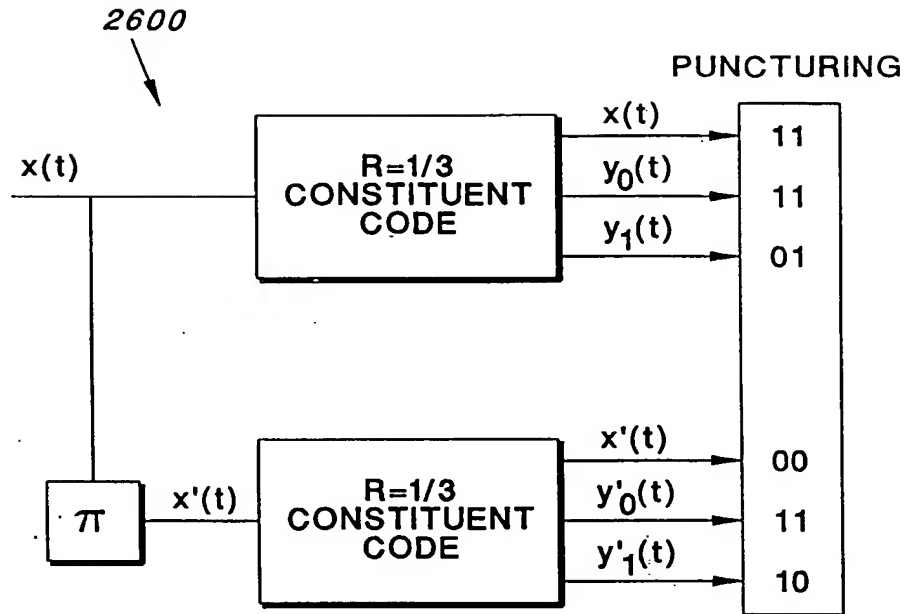 2600
PUNCTURING
x(t)
R=1/3
CONSTITUENT
CODE
x(t)
11
y₀(t)
11
y₁(t)
01
π
x'(t)
R=1/3
CONSTITUENT
CODE
x'(t)
00
y'₀(t)
11
y'₁(t)
10